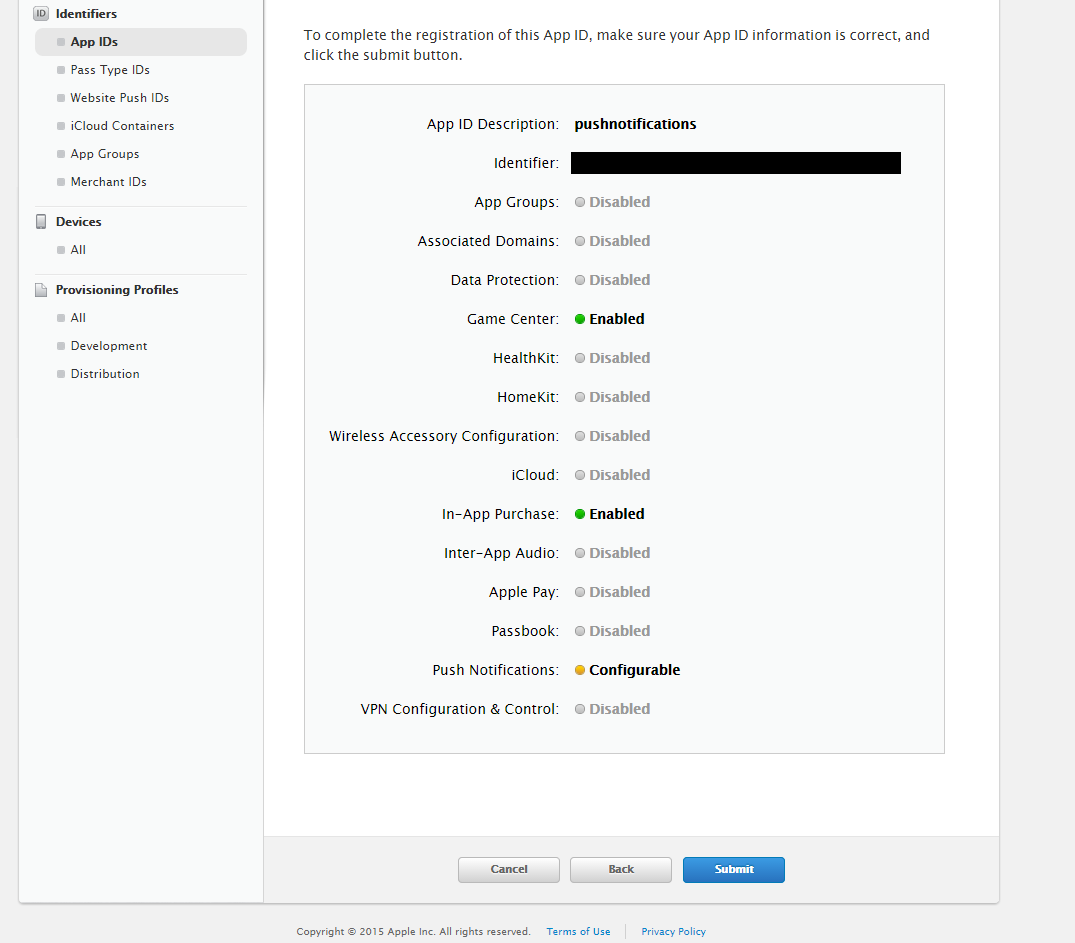 ID Identifiers
App IDs
Pass Type IDs
Website Push IDs
iCloud Containers
App Groups
Merchant IDs
Devices
All
Provisioning Profiles
All
Development
Distribution
To complete the registration of this App ID, make sure your App ID information is correct, and
click the submit button.
App ID Description: pushnotifications
Identifier:
App Groups: Disabled
Associated Domains: Disabled
Data Protection: Disabled
Game Center: Enabled
HealthKit: Disabled
HomeKit: Disabled
Wireless Accessory Configuration: Disabled
iCloud: Disabled
In-App Purchase: Enabled
Inter-App Audio: Disabled
Apple Pay: Disabled
Passbook: Disabled
Push Notifications: Configurable
VPN Configuration & Control: Disabled
Cancel Back Submit
Copyright © 2015 Apple Inc. All rights reserved. Terms of Use Privacy Policy